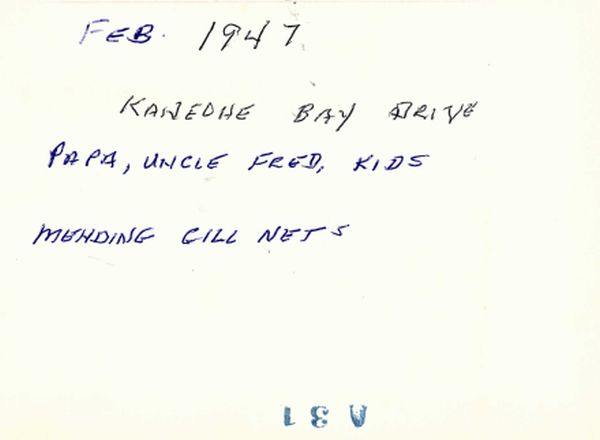 FEB. 1947
KANEOHE BAY DRIVE
PAPA, UNCLE FRED, KIDS
MENDING GILL NETS